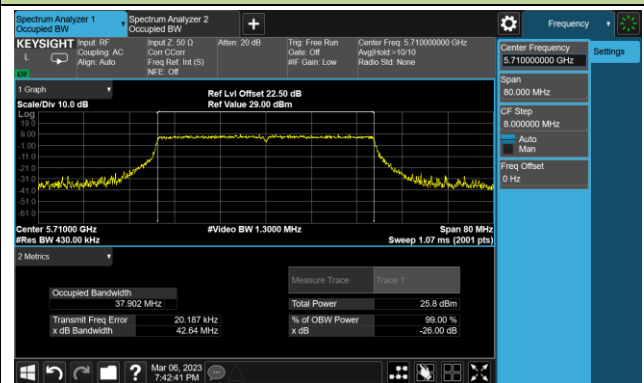 Spectrum Analyzer 1
Occupied BW
Spectrum Analyzer 2
Occupied BW
+
Frequency
KEYSIGHT
L
Input: RF
Coupling: AC
Align: Auto
Input Z: 50 Ω
Corr CCorr
Freq Ref: Int (S)
NFE: Off
Atten: 20 dB
Trig: Free Run
Gate: Off
#IF Gain: Low
Center Freq: 5.710000000 GHz
Avg|Hold:>10/10
Radio Std: None
Center Frequency
5.710000000 GHz
Settings
Span
80.000 MHz
CF Step
8.000000 MHz
Auto
Man
Freq Offset
0 Hz
1 Graph
Scale/Div 10.0 dB
Ref Lvl Offset 22.50 dB
Ref Value 29.00 dBm
Log
19.0
9.00
-1.00
-11.0
-21.0
-31.0
-41.0
-51.0
-61.0
Center 5.71000 GHz
#Res BW 430.00 kHz
#Video BW 1.3000 MHz
Span 80 MHz
Sweep 1.07 ms (2001 pts)
2 Metrics
Measure Trace
Trace 1
Occupied Bandwidth
37.902 MHz
Total Power
25.8 dBm
Transmit Freq Error
20.187 kHz
% of OBW Power
99.00 %
x dB Bandwidth
42.64 MHz
x dB
-26.00 dB
?
Mar 06, 2023
7:42:41 PM